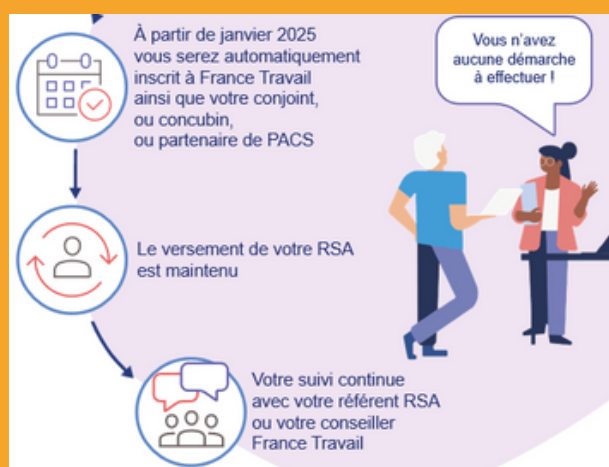 À partir de janvier 2025
vous serez automatiquement
inscrit à France Travail
ainsi que votre conjoint,
ou concubin,
ou partenaire de PACS
Vous n'avez
aucune démarche
à effectuer !
Le versement de votre RSA
est maintenu
Votre suivi continue
avec votre référent RSA
ou votre conseiller
France Travail